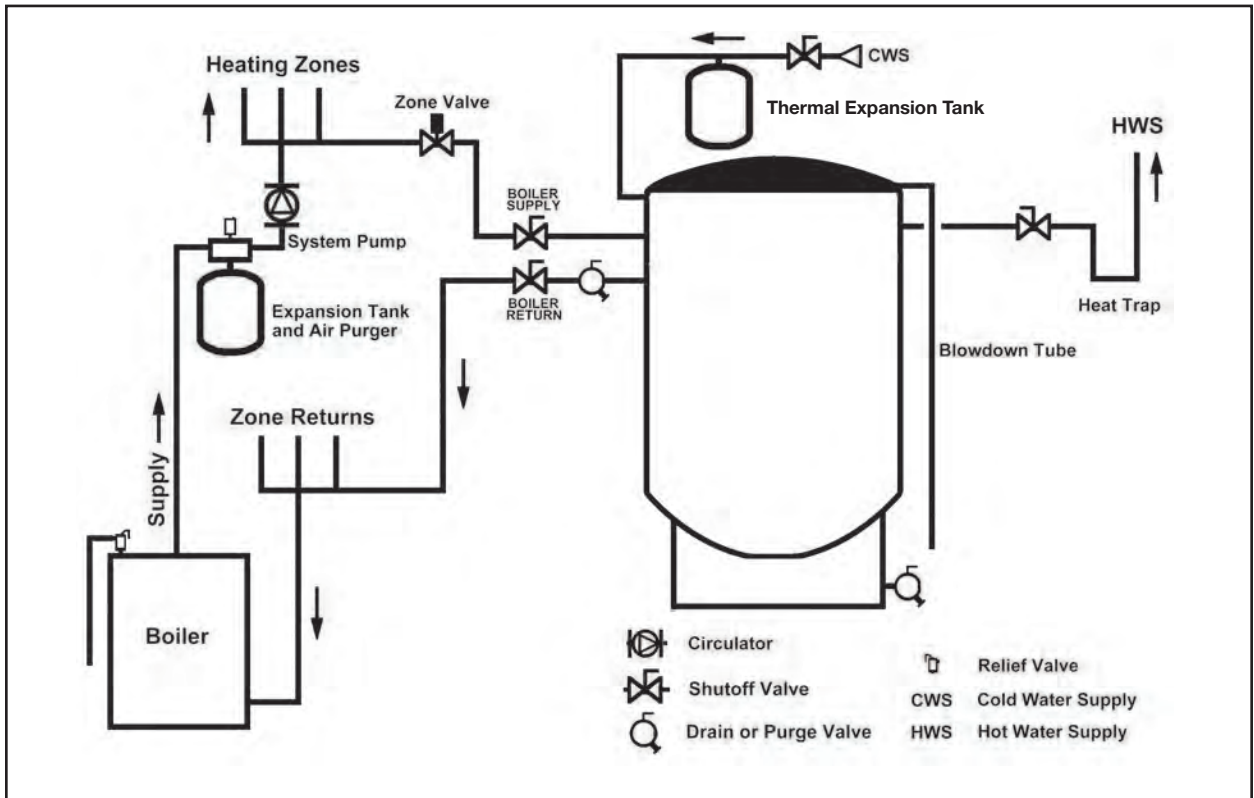 CWS
Heating Zones
Thermal Expansion Tank
Zone Valve
HWS
BOILER
SUPPLY
System Pump
BOILER
RETURN
Expansion Tank
and Air Purger
Heat Trap
Blowdown Tube
Zone Returns
Supply
Boiler
Circulator
Shutoff Valve
Drain or Purge Valve
Relief Valve
CWS Cold Water Supply
HWS Hot Water Supply